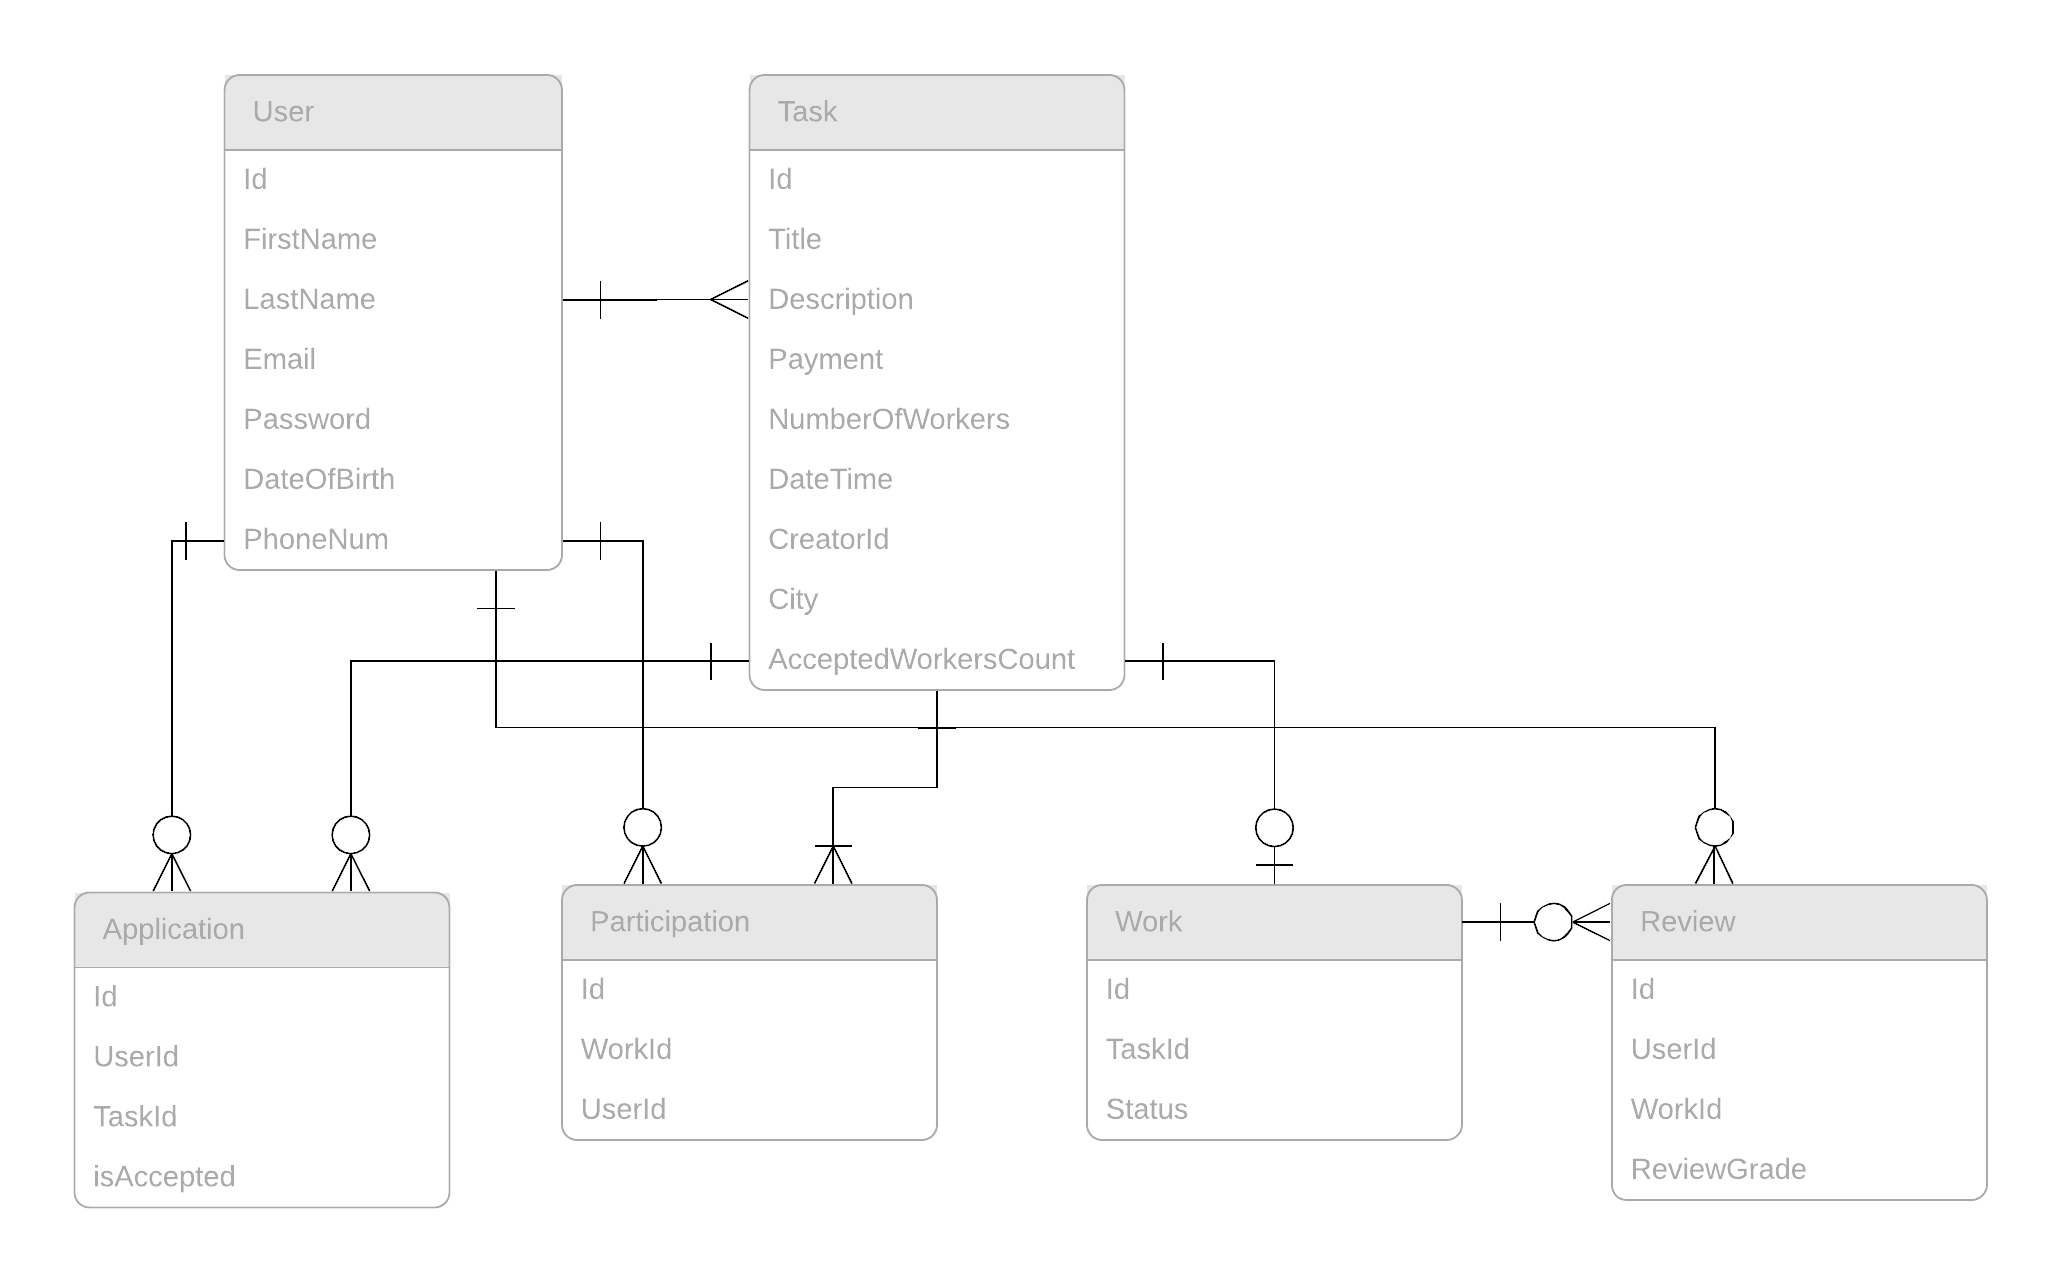 User
Id
FirstName
LastName
Email
Password
DateOfBirth
PhoneNum
Task
Id
Title
Description
Payment
NumberOfWorkers
DateTime
CreatorId
City
AcceptedWorkersCount
Application
Id
UserId
TaskId
isAccepted
Participation
Id
WorkId
UserId
Work
Id
TaskId
Status
Review
Id
UserId
WorkId
ReviewGrade